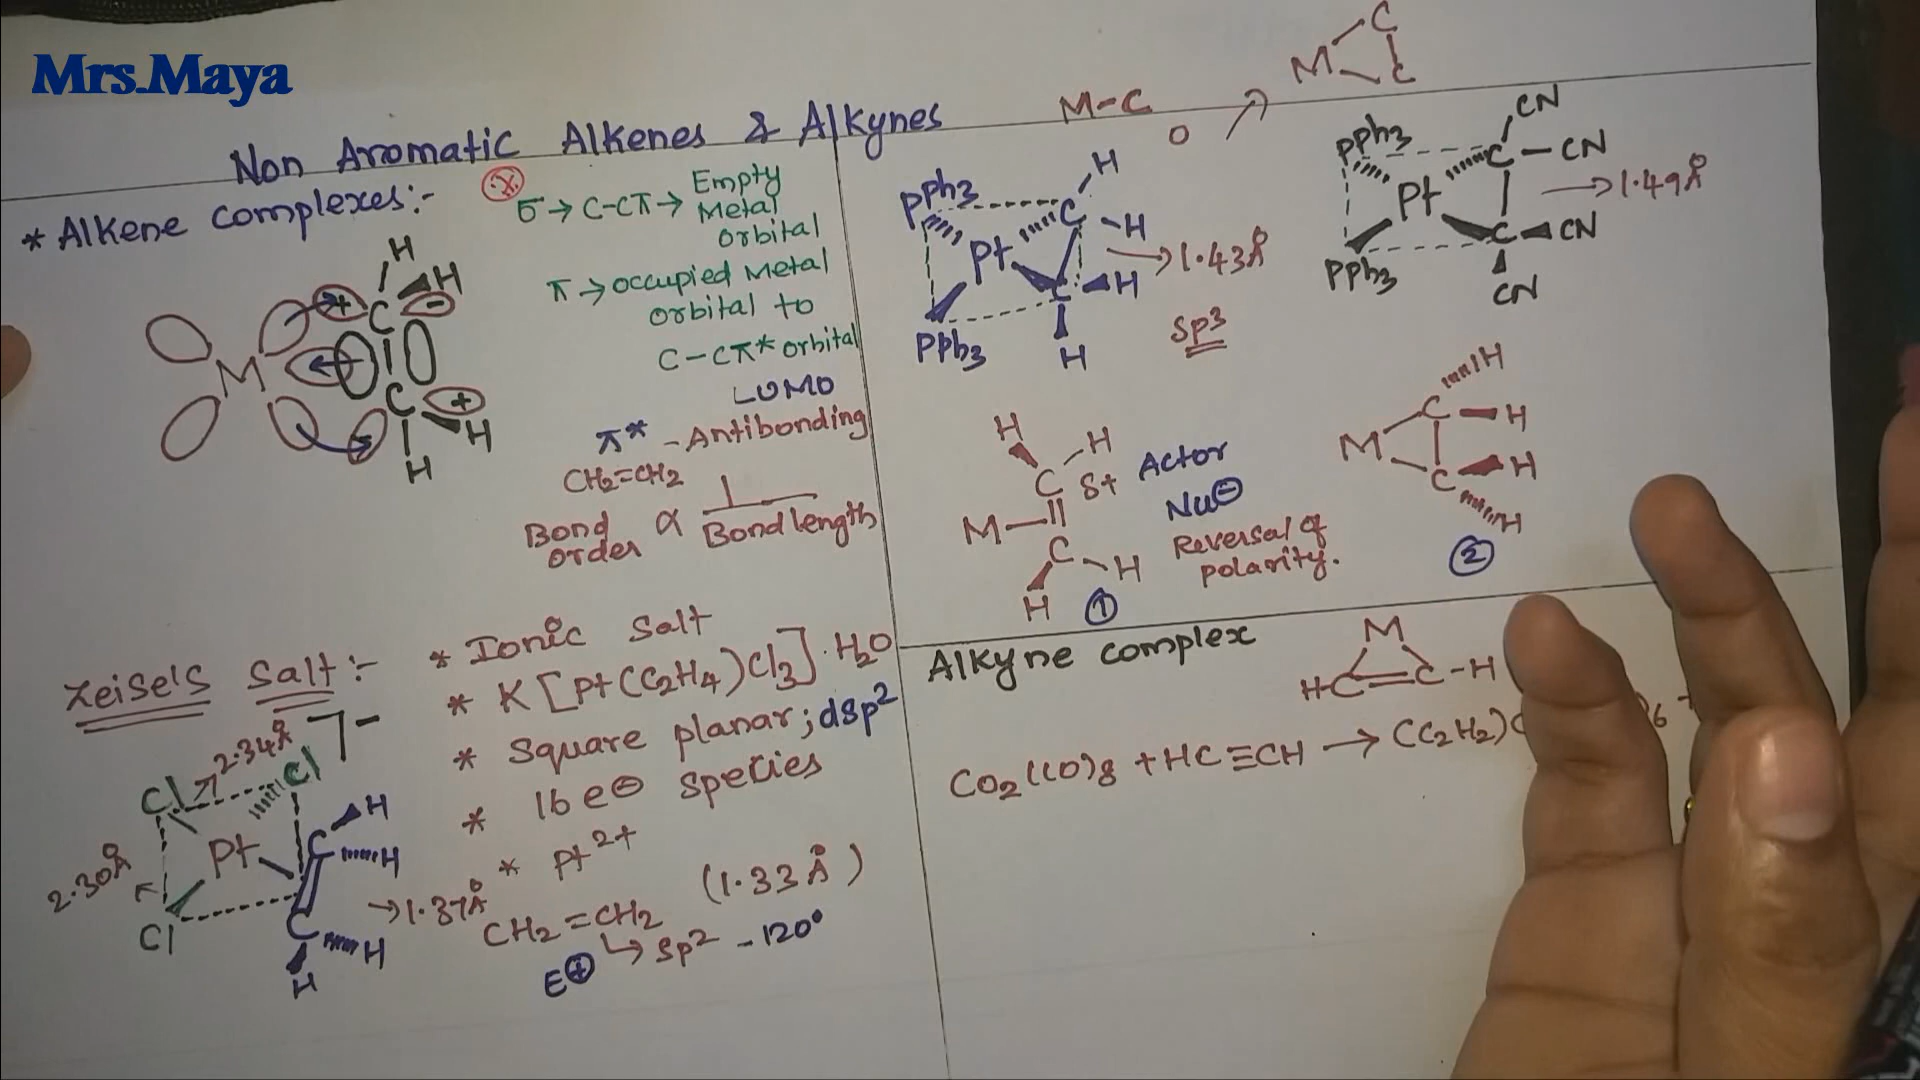 Mrs.Maya
Non Aromatic Alkenes & Alkynes
* Alkene complexes:-
σ → C-Cπ → Empty
Metal
orbital
π → occupied Metal
orbital to
C-Cπ* orbital
LUMO
π* - Antibonding
CH2=CH2
Bond order ∝ 1/Bond length
M
C
H
H
C
H
H
+
-
+
Zeise's Salt:-
* Ionic Salt
* K[Pt(C2H4)Cl3].H2O
* Square planar; dsp2
* 16 e⊖ species
* Pt2+
CH2=CH2 (1.33Å)
↳ sp2 - 120°
E⊕
]-
2.34Å
Cl
Cl
Pt
Cl
2.30Å
C
H
H
C
H
H
→1.37Å
M-C
M
C
C
PPh3
Pt
PPh3
C
H
H
C
H
H
→1.43Å
sp3
PPh3
Pt
PPh3
C
CN
CN
C
CN
CN
→1.49Å
H
H
C
δ+
M
C
H
H
①
Actor
Nu⊖
Reversal of
polarity.
M
C
H
H
C
H
H
②
Alkyne complex
M
HC=C-H
Co2(CO)8 + HC≡CH → (C2H2)
6 +